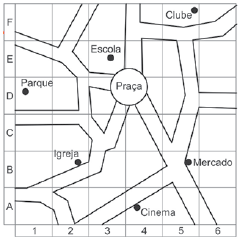 F
Clube
E
Escola
Parque
Praça
D
C
Igreja
B
Mercado
A
Cinema
1 2 3 4 5 6